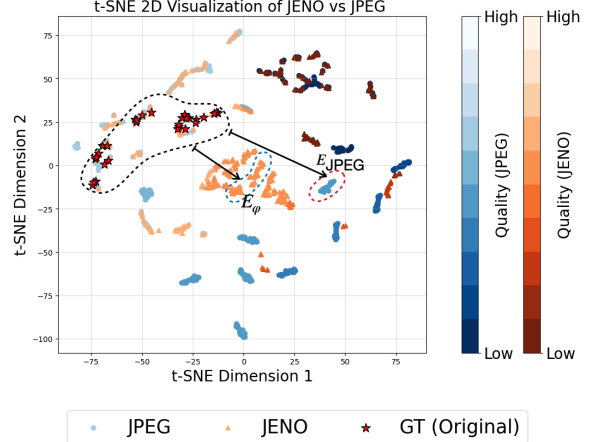 t-SNE 2D Visualization of JENO vs JPEG
t-SNE Dimension 2
75
50
25
0
−25
−50
−75
−100
E_JPEG
E_φ
−75
−50
−25
0
25
50
75
t-SNE Dimension 1
High
Quality (JPEG)
Low
High
Quality (JENO)
Low
JPEG
JENO
GT (Original)